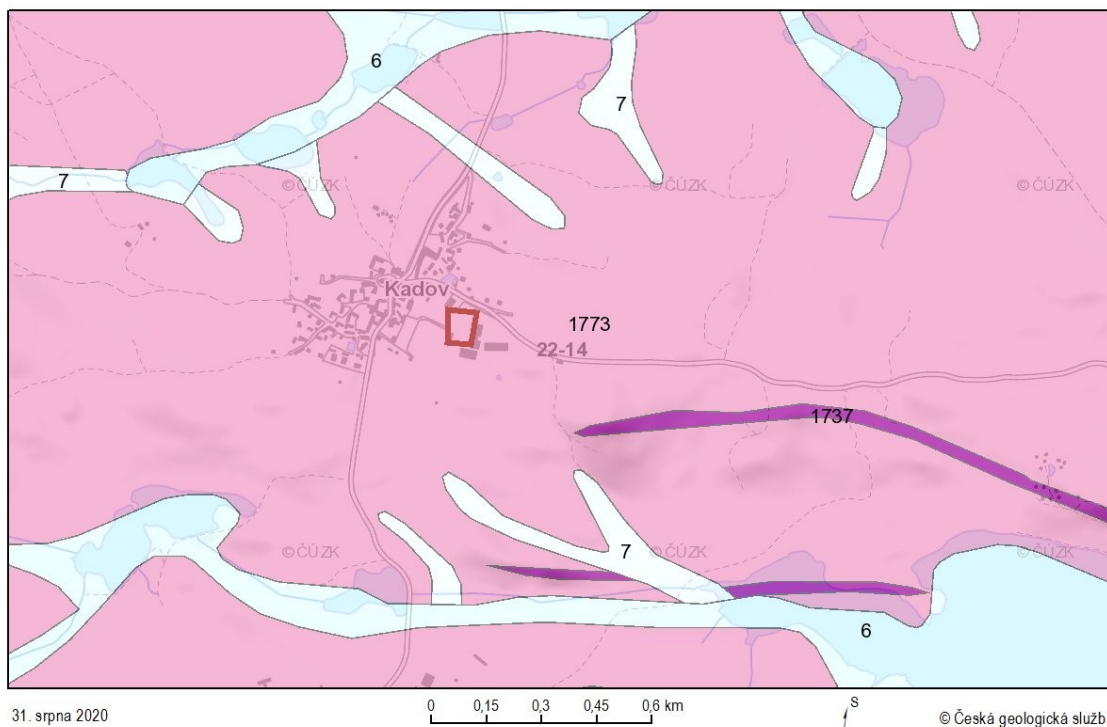 6
7
7
©ČÚZK
©ČÚZK
©ČÚZK
Kadov
1773
22-14
1737
7
©ČÚZK
©ČÚZK
©ČÚZK
6
31. srpna 2020
0 0,15 0,3 0,45 0,6 km
S
© Česká geologická služb